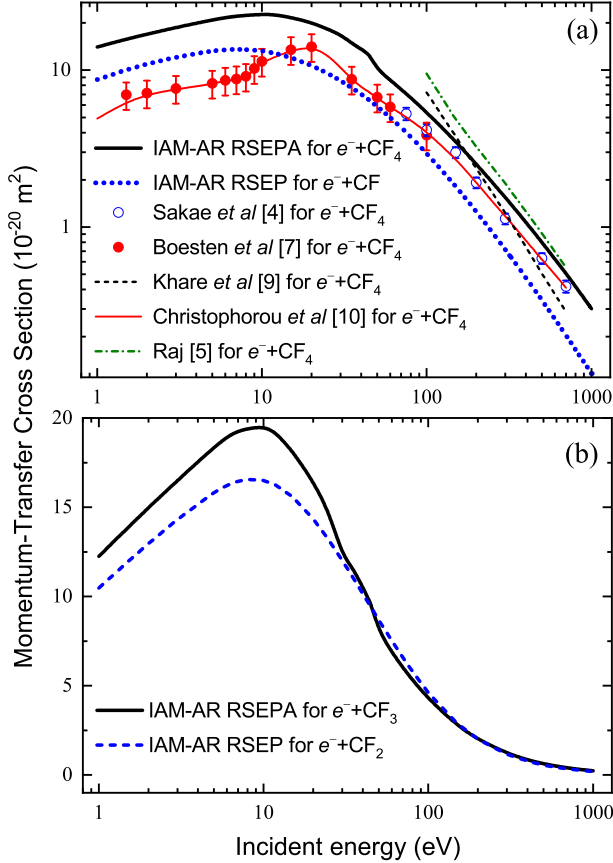 (a)
10
1
IAM-AR RSEPA for e⁻+CF₄
IAM-AR RSEP for e⁻+CF
Sakae et al [4] for e⁻+CF₄
Boesten et al [7] for e⁻+CF₄
Khare et al [9] for e⁻+CF₄
Christophorou et al [10] for e⁻+CF₄
Raj [5] for e⁻+CF₄
1 10 100 1000
Momentum-Transfer Cross Section (10⁻²⁰ m²)
(b)
20
15
10
5
0
IAM-AR RSEPA for e⁻+CF₃
IAM-AR RSEP for e⁻+CF₂
1 10 100 1000
Incident energy (eV)